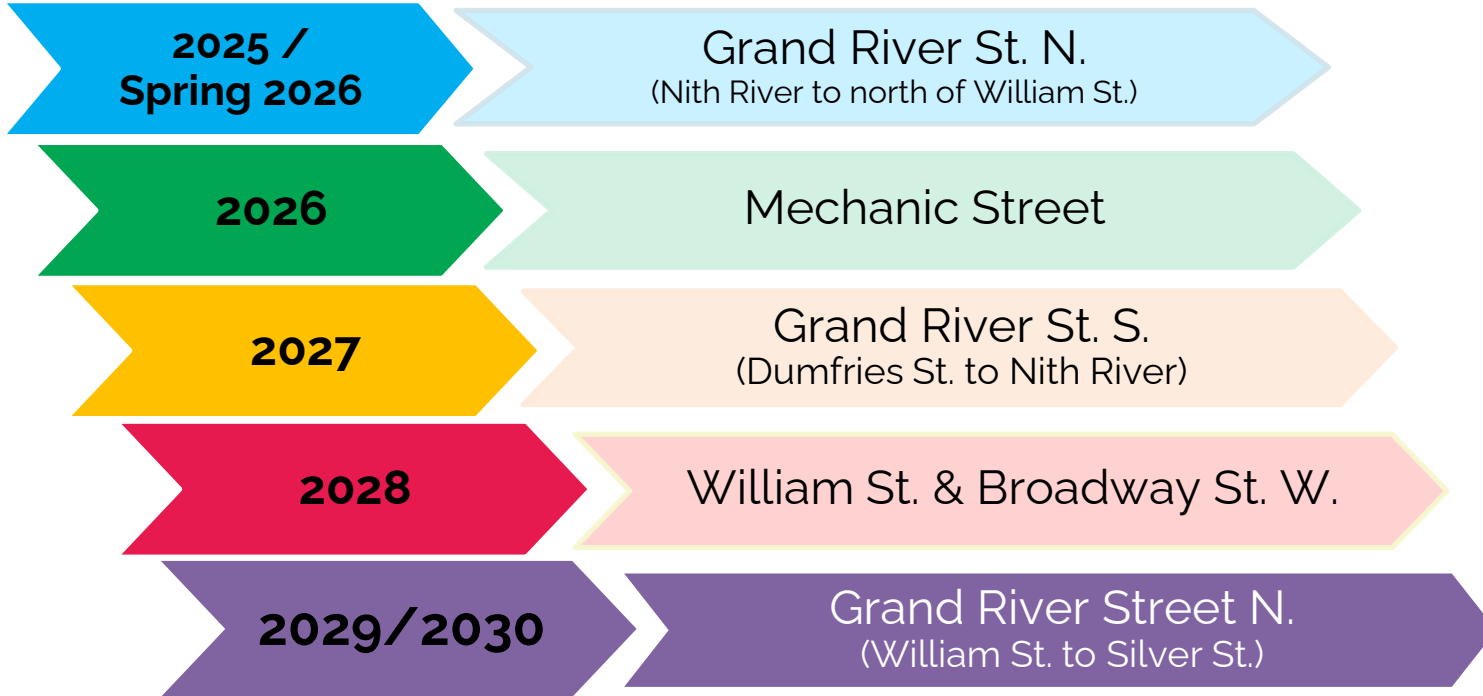 2025 /
Spring 2026
Grand River St. N.
(Nith River to north of William St.)
2026
Mechanic Street
2027
Grand River St. S.
(Dumfries St. to Nith River)
2028
William St. & Broadway St. W.
2029/2030
Grand River Street N.
(William St. to Silver St.)